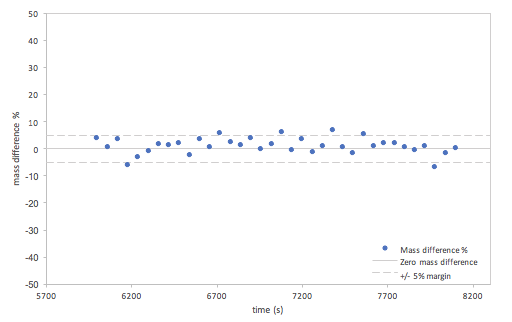 50
40
30
20
10
0
-10
-20
-30
-40
-50
mass difference %
5700 6200 6700 7200 7700 8200
time (s)
Mass difference %
Zero mass difference
+/- 5% margin